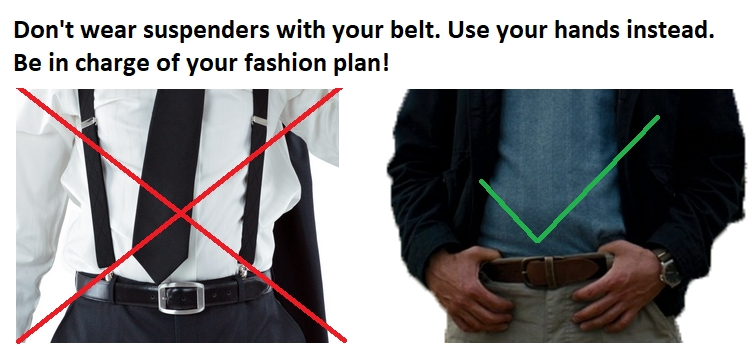 Don't wear suspenders with your belt. Use your hands instead.
Be in charge of your fashion plan!